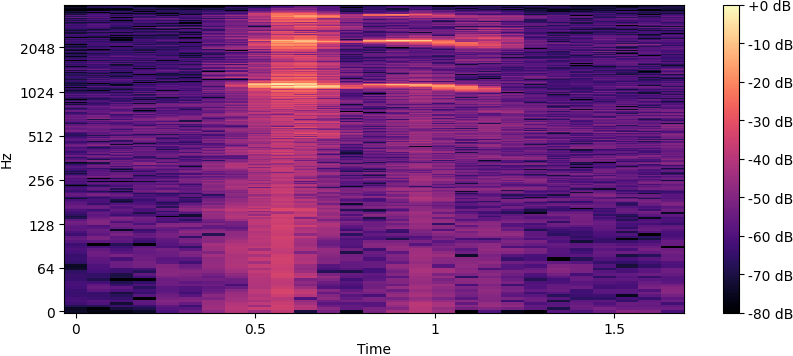 +0 dB
2048
-10 dB
1024
-20 dB
-30 dB
512
Hz
-40 dB
256
-50 dB
128
-60 dB
64
-70 dB
0
-80 dB
0 0.5 1 1.5
Time